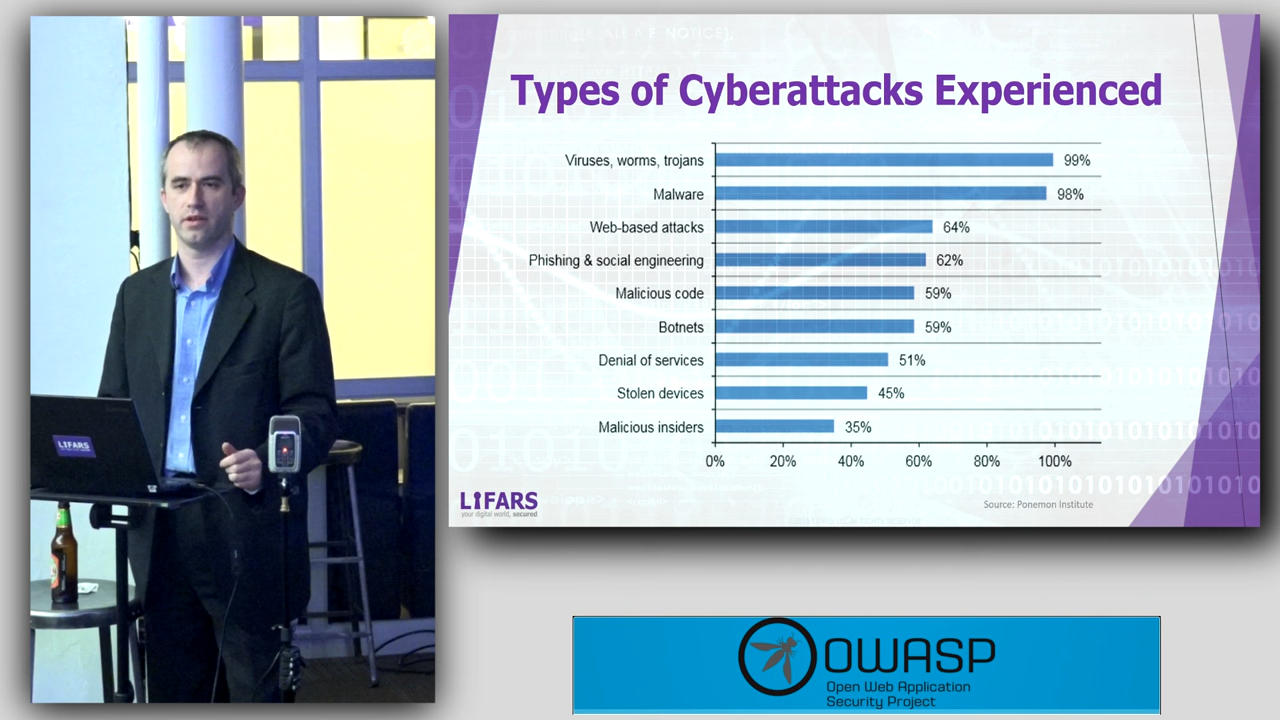 LIFARS
Types of Cyberattacks Experienced
Viruses, worms, trojans 99%
Malware 98%
Web-based attacks 64%
Phishing & social engineering 62%
Malicious code 59%
Botnets 59%
Denial of services 51%
Stolen devices 45%
Malicious insiders 35%
0% 20% 40% 60% 80% 100%
LIFARS
your digital world, secured
Source: Ponemon Institute
OWASP
Open Web Application
Security Project